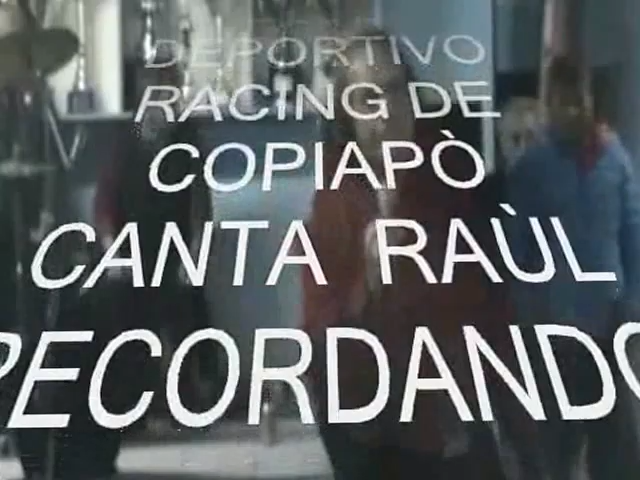 DEPORTIVO
RACING DE
COPIAPÒ
CANTA RAÙL
RECORDANDO